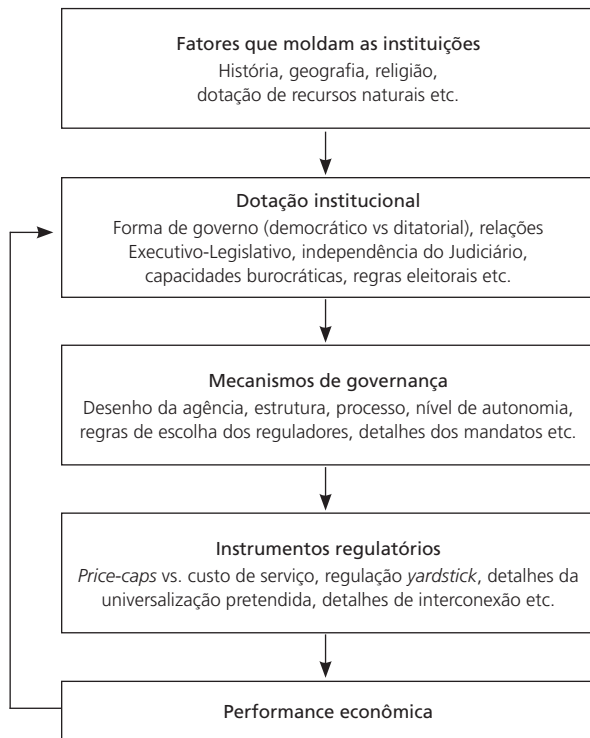 Fatores que moldam as instituições
História, geografia, religião,
dotação de recursos naturais etc.
Dotação institucional
Forma de governo (democrático vs ditatorial), relações
Executivo-Legislativo, independência do Judiciário,
capacidades burocráticas, regras eleitorais etc.
Mecanismos de governança
Desenho da agência, estrutura, processo, nível de autonomia,
regras de escolha dos reguladores, detalhes dos mandatos etc.
Instrumentos regulatórios
Price-caps vs. custo de serviço, regulação yardstick, detalhes da
universalização pretendida, detalhes de interconexão etc.
Performance econômica